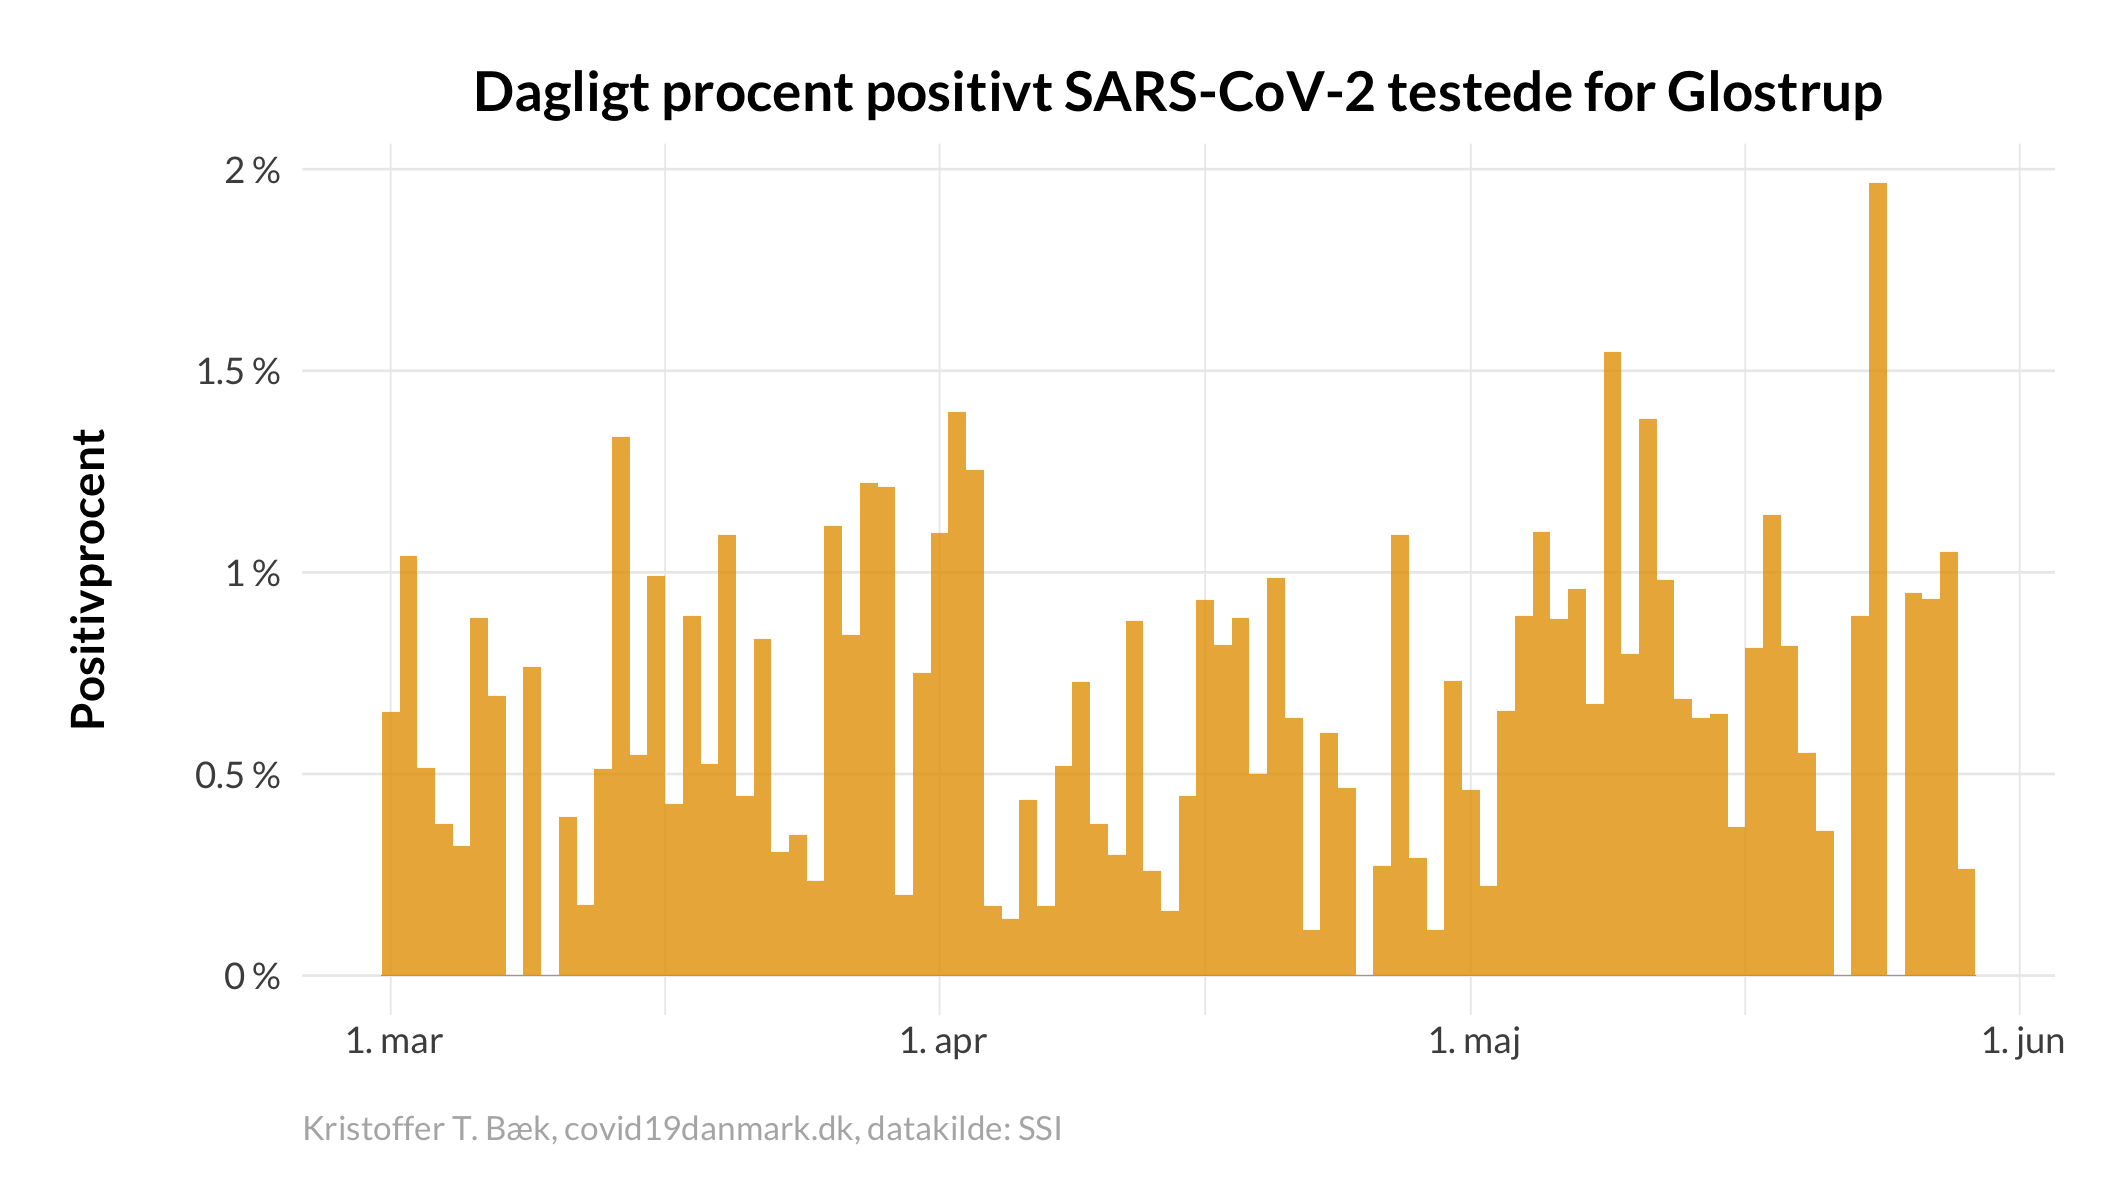 Dagligt procent positivt SARS-CoV-2 testede for Glostrup
Positivprocent
2 %
1.5 %
1 %
0.5 %
0 %
1. mar
1. apr
1. maj
1. jun
Kristoffer T. Bæk, covid19danmark.dk, datakilde: SSI